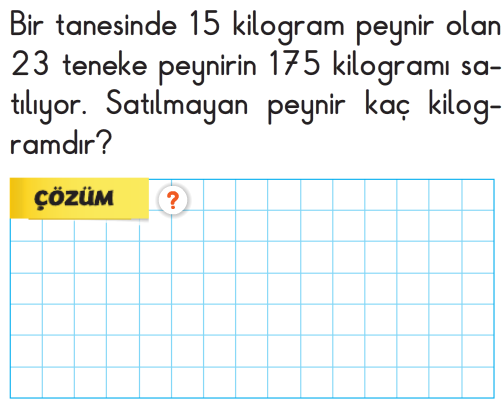 Bir tanesinde 15 kilogram peynir olan
23 teneke peynirin 175 kilogramı sa-
tılıyor. Satılmayan peynir kaç kilog-
ramdır?
ÇÖZÜM ?